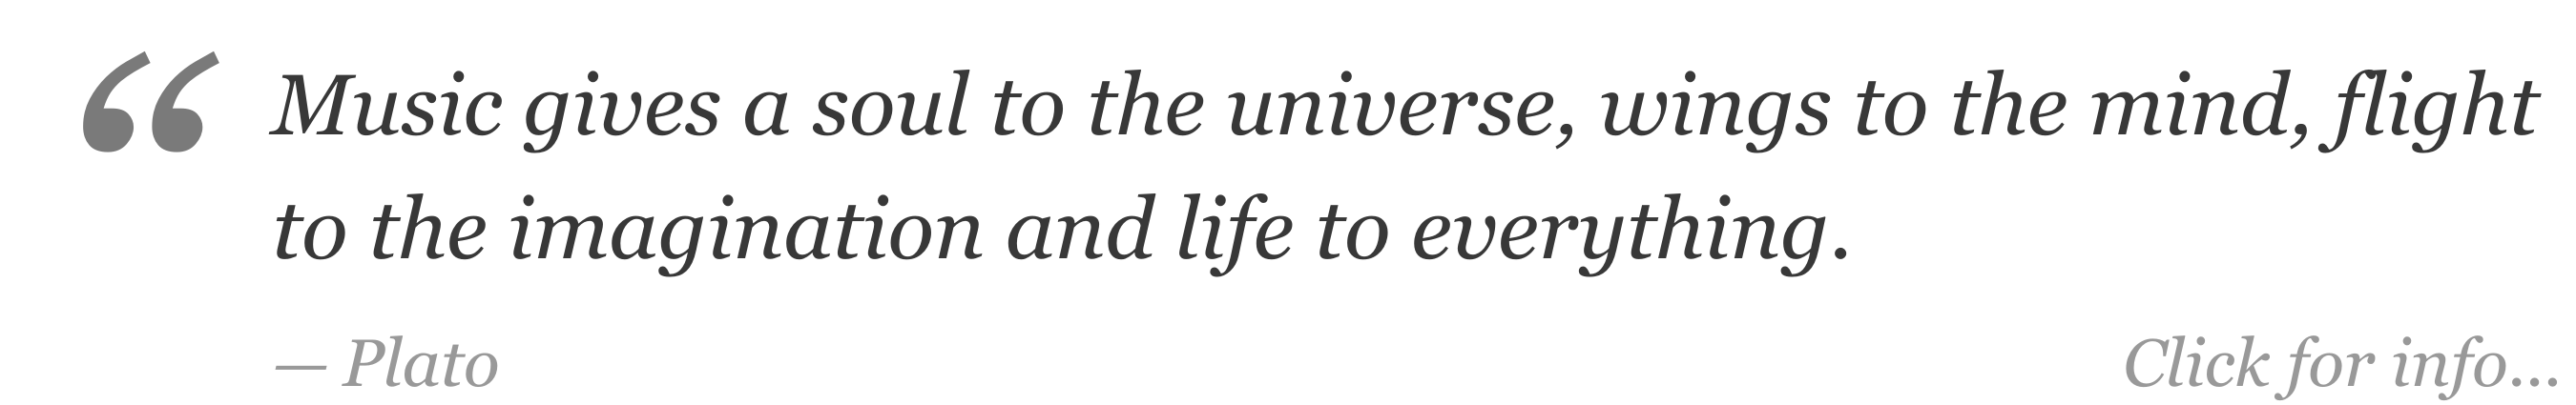 “ Music gives a soul to the universe, wings to the mind, flight
to the imagination and life to everything.
— Plato
Click for info...